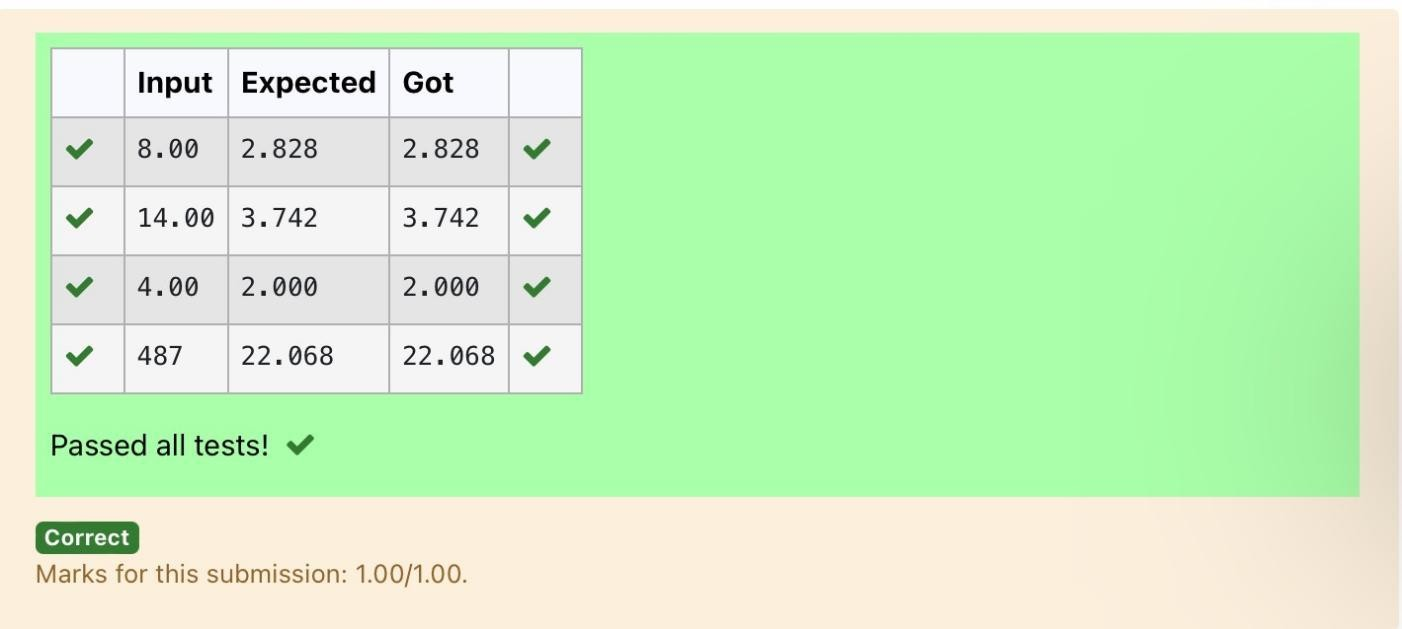 Input Expected Got
8.00 2.828 2.828
14.00 3.742 3.742
4.00 2.000 2.000
487 22.068 22.068
Passed all tests!
Correct
Marks for this submission: 1.00/1.00.